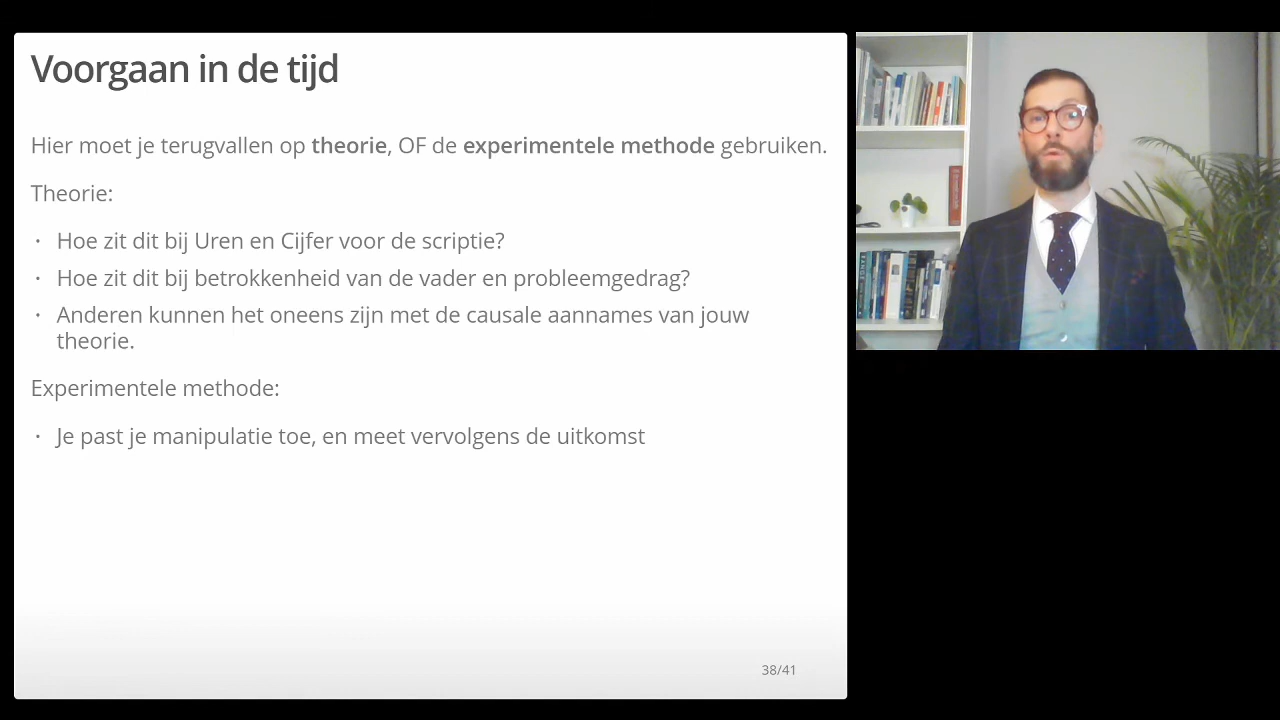 Voorgaan in de tijd
Hier moet je terugvallen op theorie, OF de experimentele methode gebruiken.
Theorie:
· Hoe zit dit bij Uren en Cijfer voor de scriptie?
· Hoe zit dit bij betrokkenheid van de vader en probleemgedrag?
· Anderen kunnen het oneens zijn met de causale aannames van jouw
theorie.
Experimentele methode:
· Je past je manipulatie toe, en meet vervolgens de uitkomst
38/41